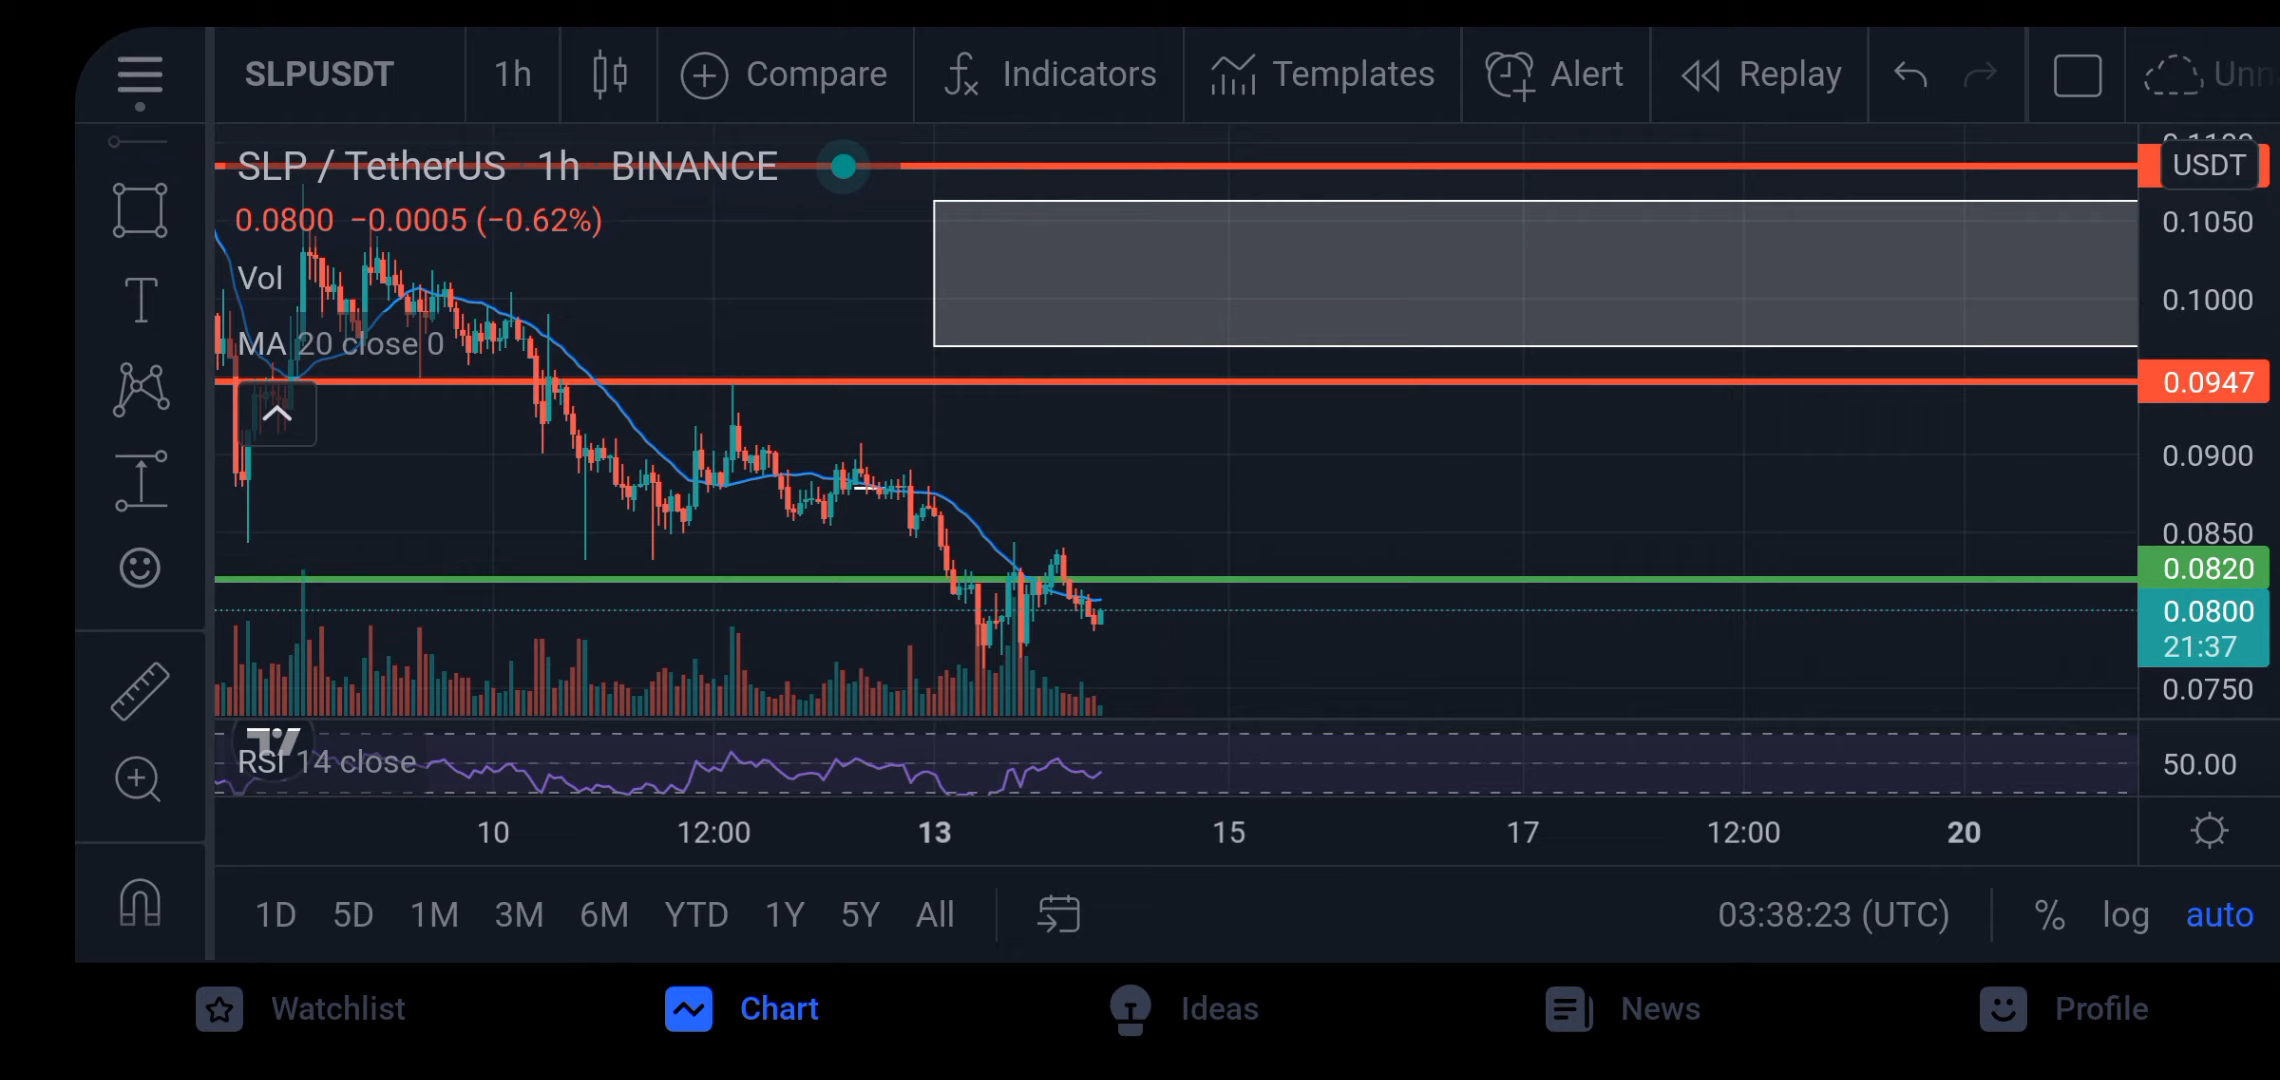 SLPUSDT 1h Compare Indicators Templates Alert Replay
SLP / TetherUS 1h BINANCE
0.0800 −0.0005 (−0.62%)
Vol
MA 20 close 0
USDT
0.1050
0.1000
0.0947
0.0900
0.0850
0.0820
0.0800
21:37
0.0750
RSI 14 close
50.00
10 12:00 13 15 17 12:00 20
1D 5D 1M 3M 6M YTD 1Y 5Y All 03:38:23 (UTC) % log auto
Watchlist Chart Ideas News Profile